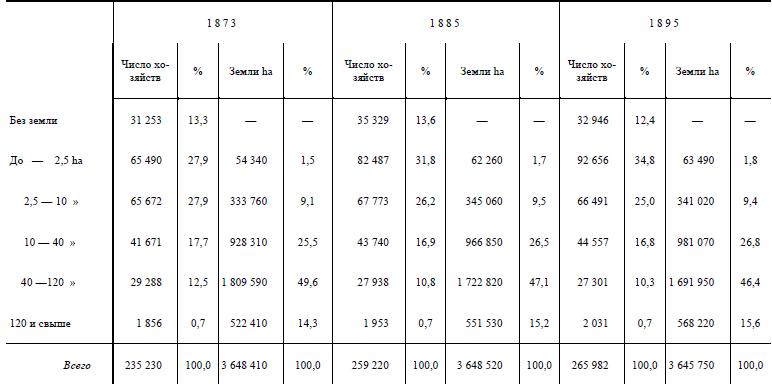 1873 1885 1895
Число хо-зяйств % Земли ha % Число хо-зяйств % Земли ha % Число хо-зяйств % Земли ha %
Без земли 31 253 13,3 — — 35 329 13,6 — — 32 946 12,4 — —
До — 2,5 ha 65 490 27,9 54 340 1,5 82 487 31,8 62 260 1,7 92 656 34,8 63 490 1,8
2,5 — 10 » 65 672 27,9 333 760 9,1 67 773 26,2 345 060 9,5 66 491 25,0 341 020 9,4
10 — 40 » 41 671 17,7 928 310 25,5 43 740 16,9 966 850 26,5 44 557 16,8 981 070 26,8
40 —120 » 29 288 12,5 1 809 590 49,6 27 938 10,8 1 722 820 47,1 27 301 10,3 1 691 950 46,4
120 и свыше 1 856 0,7 522 410 14,3 1 953 0,7 551 530 15,2 2 031 0,7 568 220 15,6
Всего 235 230 100,0 3 648 410 100,0 259 220 100,0 3 648 520 100,0 265 982 100,0 3 645 750 100,0